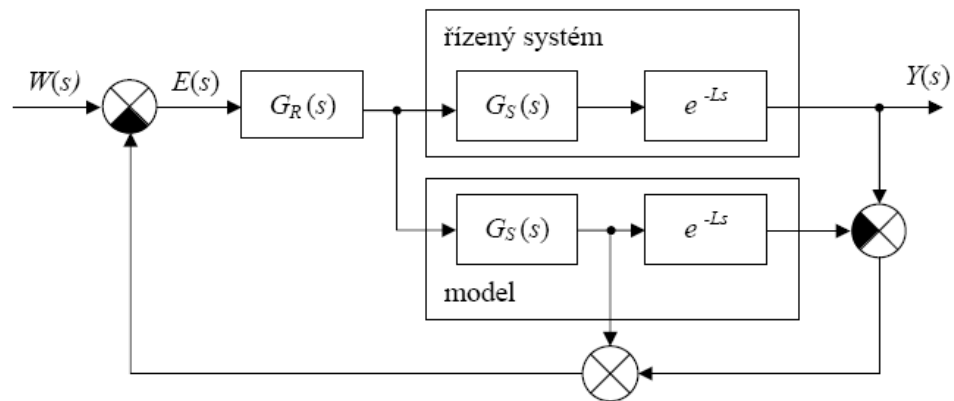 řízený systém
W(s)
E(s)
G_R(s)
G_S(s)
e^{-Ls}
Y(s)
G_S(s)
e^{-Ls}
model